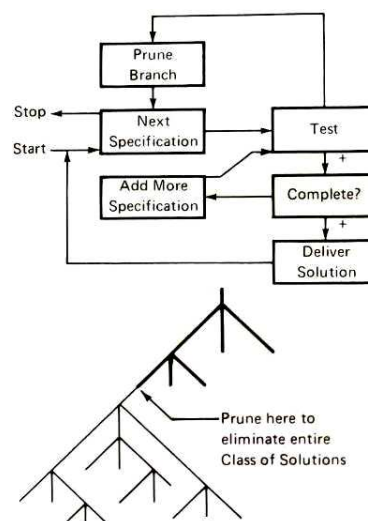 Prune
Branch
Stop
Next
Specification
Test
Start
+
Add More
Specification
Complete?
+
Deliver
Solution
Prune here to
eliminate entire
Class of Solutions